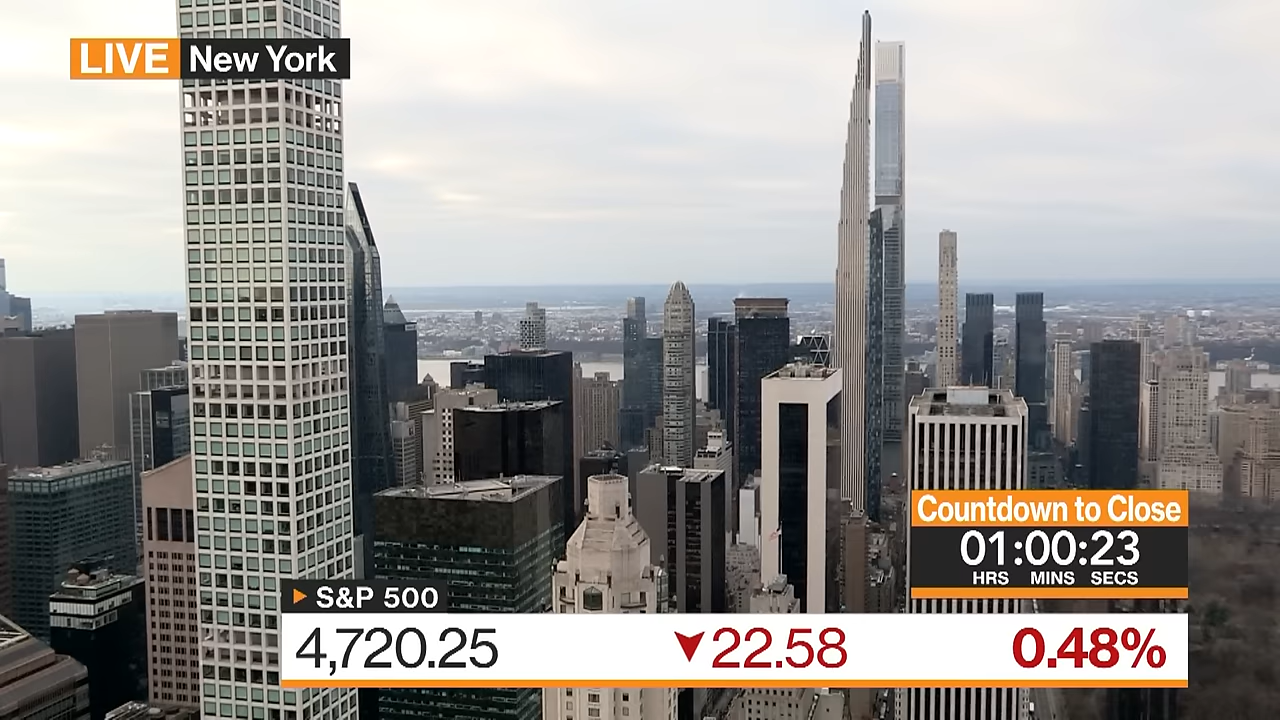 LIVE New York
Countdown to Close
01:00:23
HRS MINS SECS
S&P 500
4,720.25 ▼22.58 0.48%